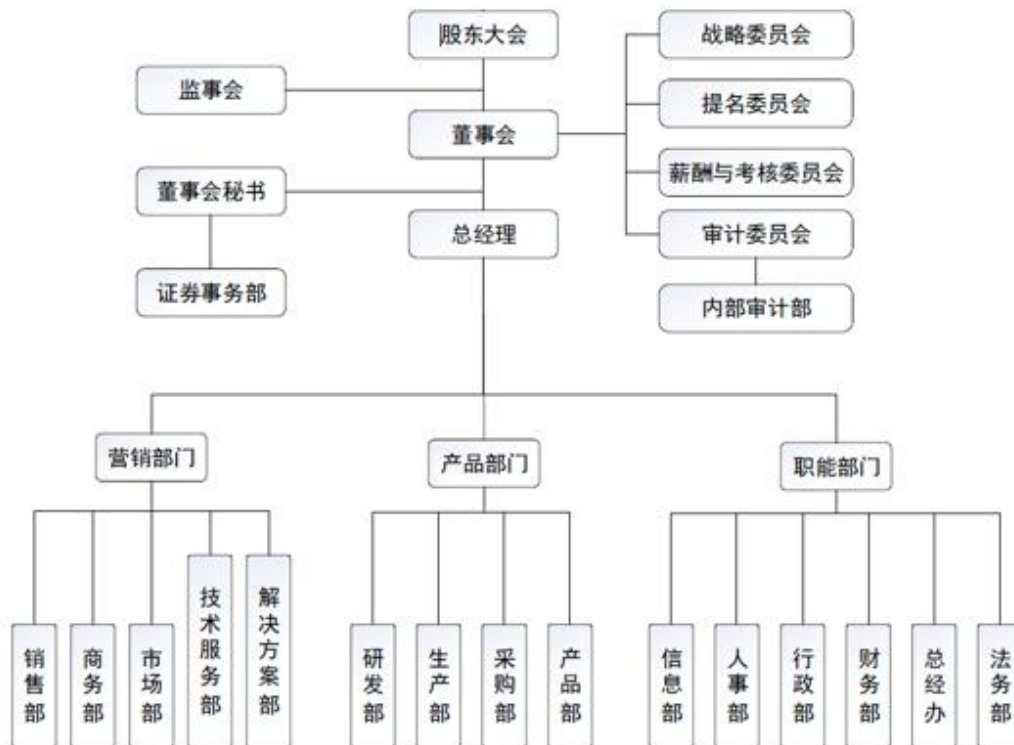 股东大会
战略委员会
监事会
提名委员会
董事会
薪酬与考核委员会
董事会秘书
总经理
审计委员会
证券事务部
内部审计部
营销部门
产品部门
职能部门
销售部
商务部
市场部
技术服务部
解决方案部
研发部
生产部
采购部
产品部
信息部
人事部
行政部
财务部
总经办
法务部